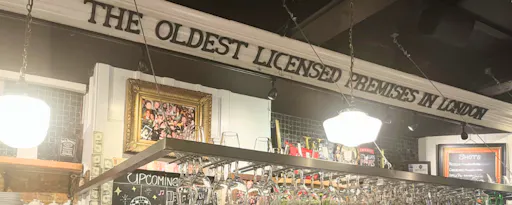 THE OLDEST LICENSED PREMISES IN LONDON
UPCOMING